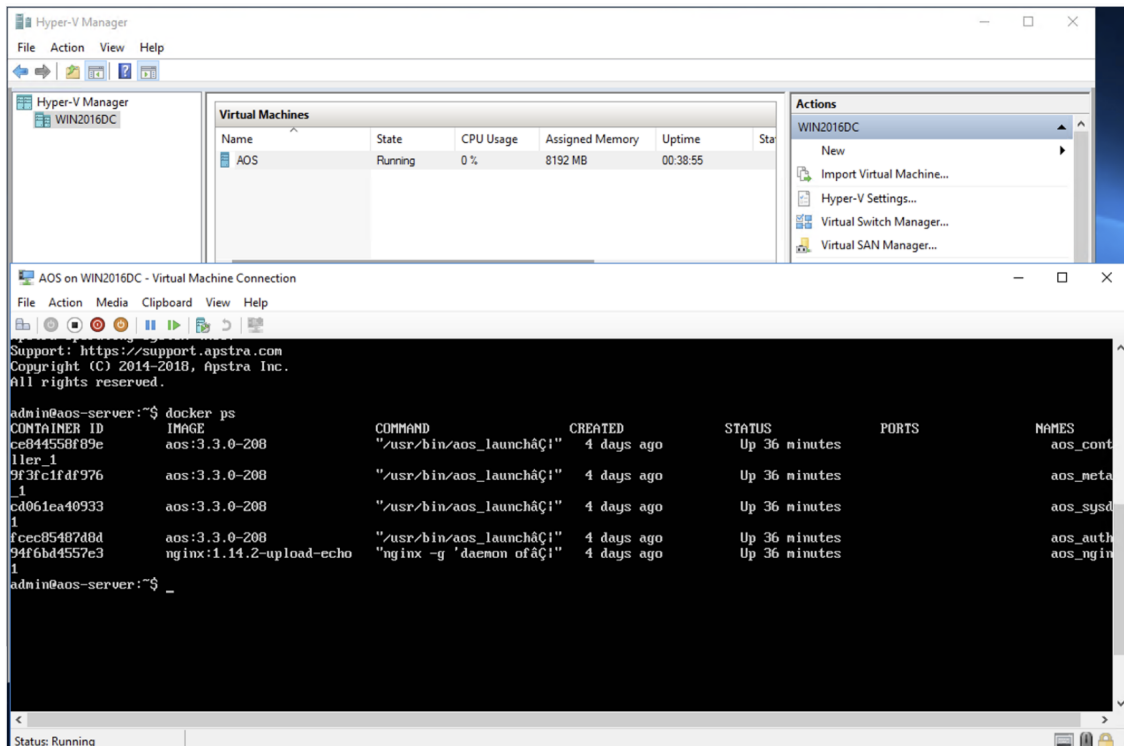 Hyper-V Manager
File Action View Help
Hyper-V Manager
WIN2016DC
Virtual Machines
Name State CPU Usage Assigned Memory Uptime Sta
AOS Running 0 % 8192 MB 00:38:55
Actions
WIN2016DC
New
Import Virtual Machine...
Hyper-V Settings...
Virtual Switch Manager...
Virtual SAN Manager...
AOS on WIN2016DC - Virtual Machine Connection
File Action Media Clipboard View Help
Support: https://support.apstra.com
Copyright (C) 2014-2018, Apstra Inc.
All rights reserved.
admin@aos-server:~$ docker ps
CONTAINER ID IMAGE COMMAND CREATED STATUS PORTS NAMES
ce844558f89e aos:3.3.0-208 "/usr/bin/aos_launchâÇ¦" 4 days ago Up 36 minutes aos_cont
ller_1
9f3fc1fdf976 aos:3.3.0-208 "/usr/bin/aos_launchâÇ¦" 4 days ago Up 36 minutes aos_meta
_1
cd061ea40933 aos:3.3.0-208 "/usr/bin/aos_launchâÇ¦" 4 days ago Up 36 minutes aos_sysd
1
fcec85487d8d aos:3.3.0-208 "/usr/bin/aos_launchâÇ¦" 4 days ago Up 36 minutes aos_auth
94f6bd4557e3 nginx:1.14.2-upload-echo "nginx -g 'daemon ofâÇ¦" 4 days ago Up 36 minutes aos_ngin
1
admin@aos-server:~$ _
Status: Running